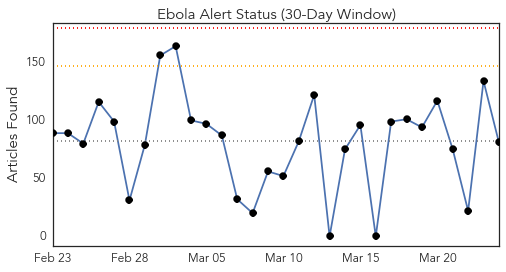 Ebola Alert Status (30-Day Window)
Articles Found
150
100
50
0
Feb 23 Feb 28 Mar 05 Mar 10 Mar 15 Mar 20